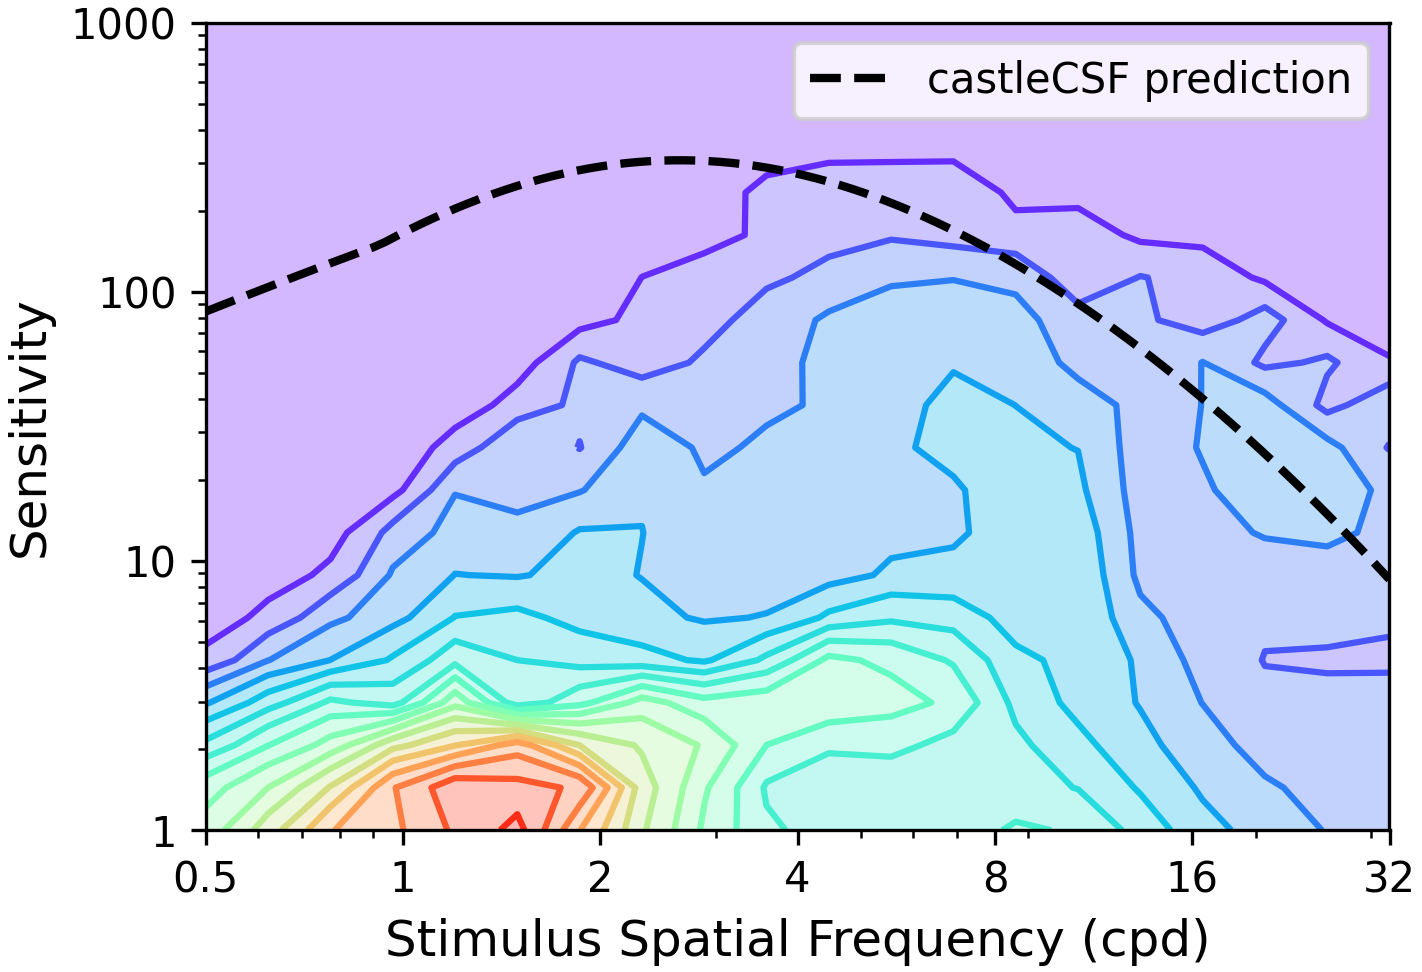 1000
100
10
1
Sensitivity
castleCSF prediction
0.5 1 2 4 8 16 32
Stimulus Spatial Frequency (cpd)